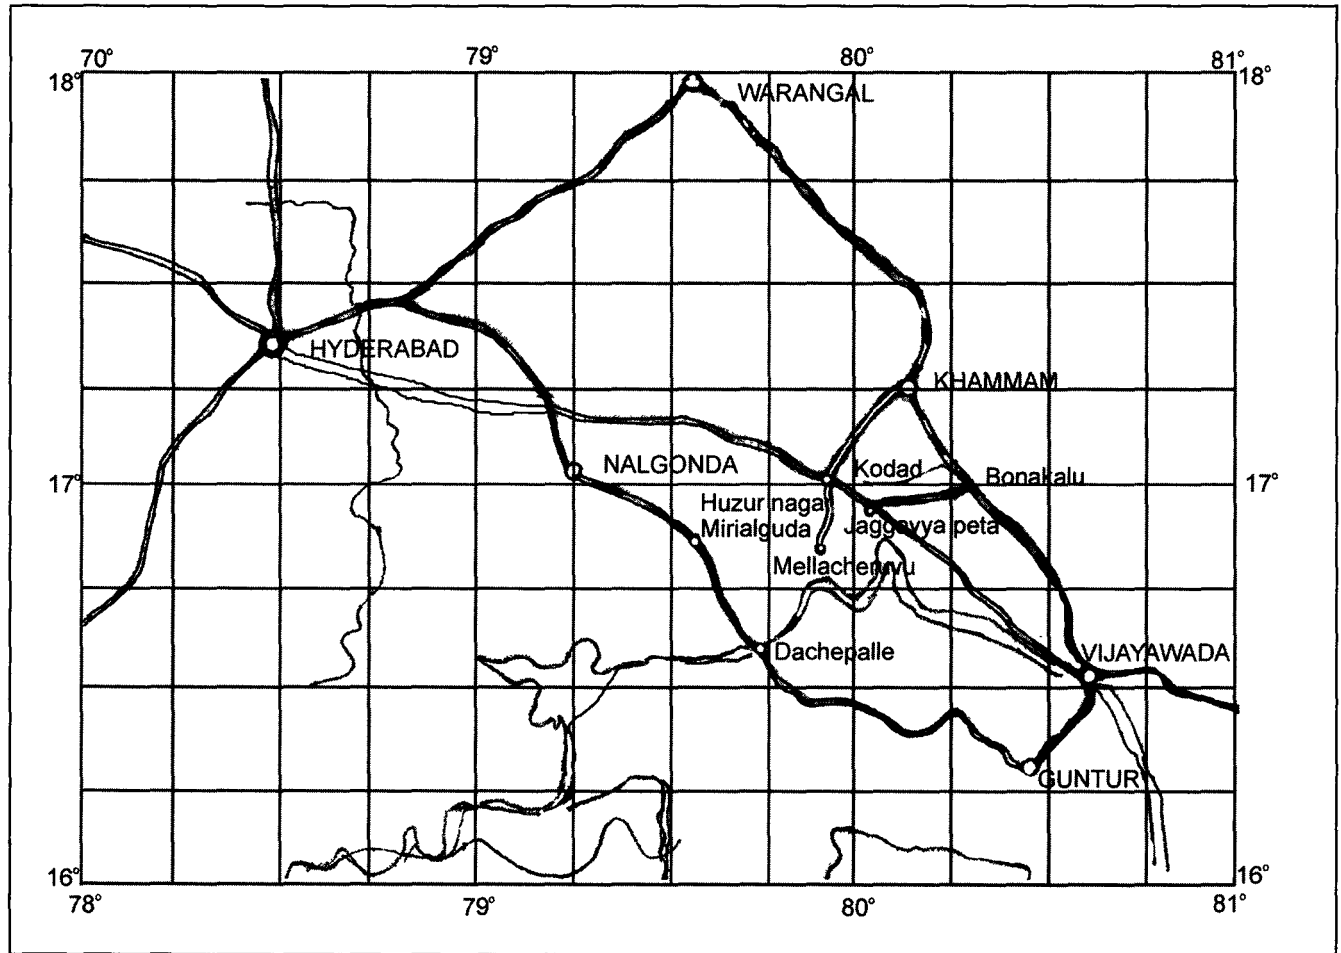 70° 79° 80° 81°
18° 18°
WARANGAL
HYDERABAD
KHAMMAM
NALGONDA Kodad Bonakalu
17° 17°
Huzur naga
Mirialguda Jaggayya peta
Mellacheruvu
Dachepalle VIJAYAWADA
GUNTUR
16° 16°
78° 79° 80° 81°